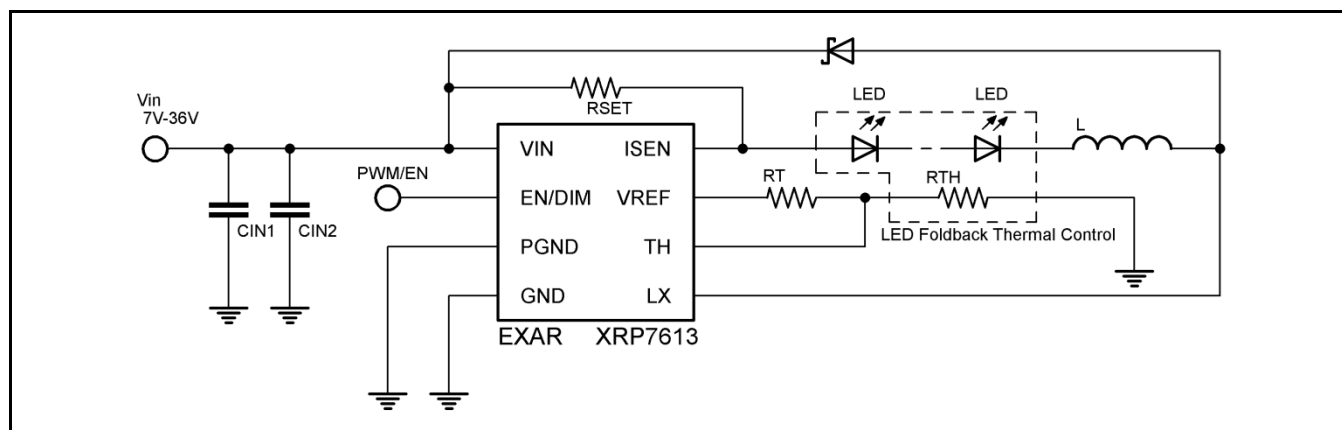 Vin
7V-36V
RSET
LED LED
L
VIN ISEN
PWM/EN
EN/DIM VREF
RT RTH
CIN1 CIN2
PGND TH
LED Foldback Thermal Control
GND LX
EXAR XRP7613